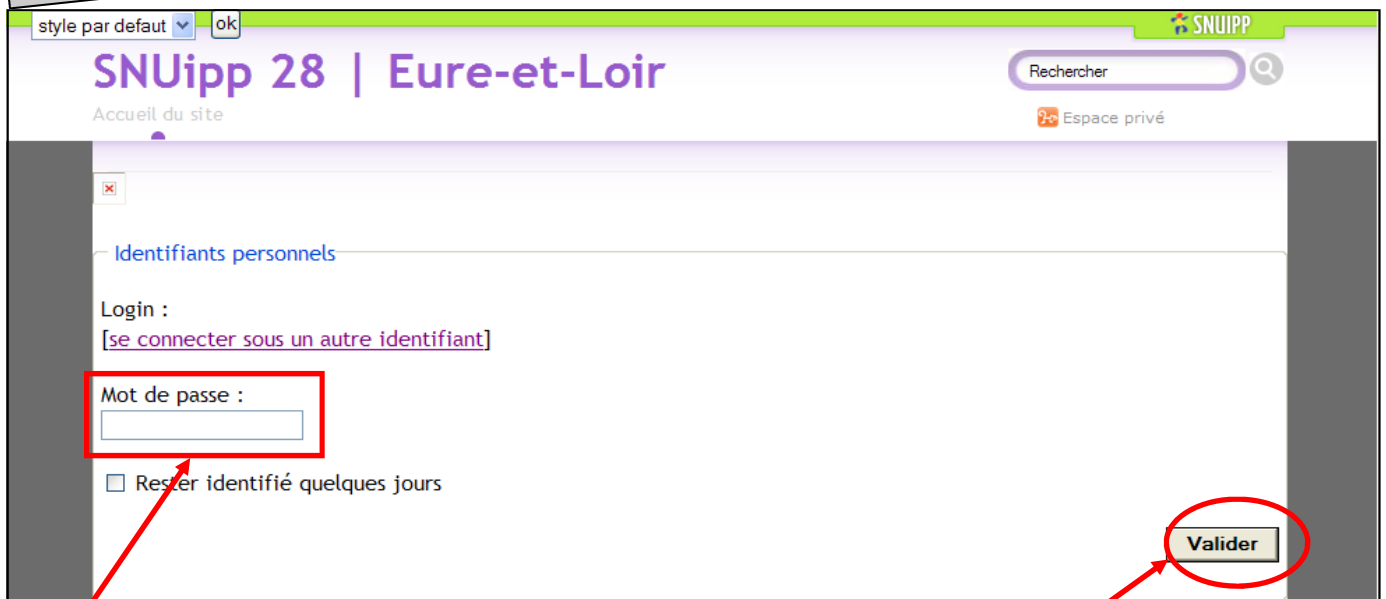 style par defaut ok
SNUIPP
SNUipp 28 | Eure-et-Loir
Rechercher
Accueil du site
Espace privé
Identifiants personnels
Login :
[se connecter sous un autre identifiant]
Mot de passe :
Rester identifié quelques jours
Valider